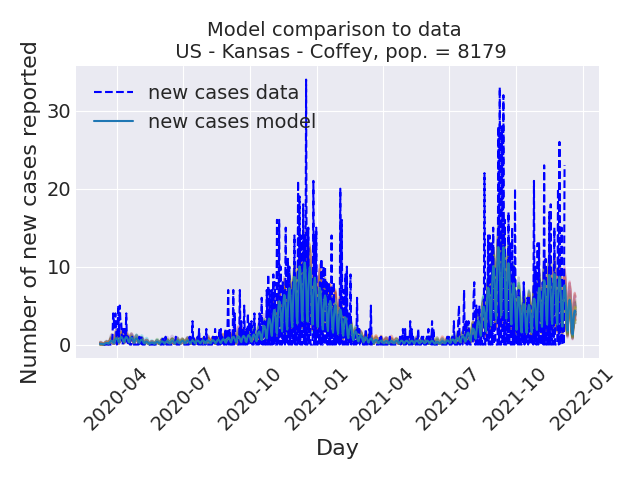 Model comparison to data
US - Kansas - Coffey, pop. = 8179
Number of new cases reported
new cases data
new cases model
30
20
10
0
2020-04
2020-07
2020-10
2021-01
2021-04
2021-07
2021-10
2022-01
Day